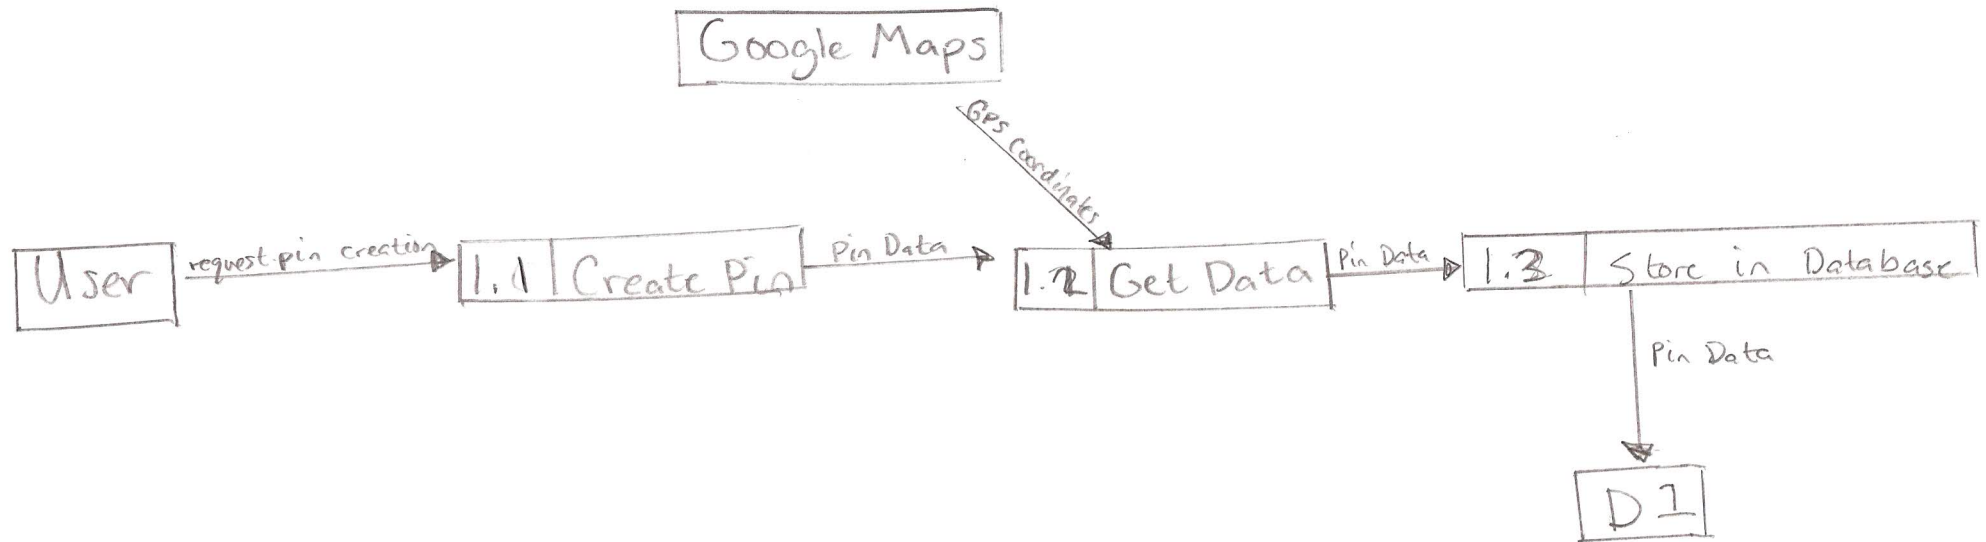 Google Maps
GPS Coordinates
User
request pin creation
1.1 Create Pin
Pin Data
1.2 Get Data
Pin Data
1.3 Store in Database
Pin Data
D1